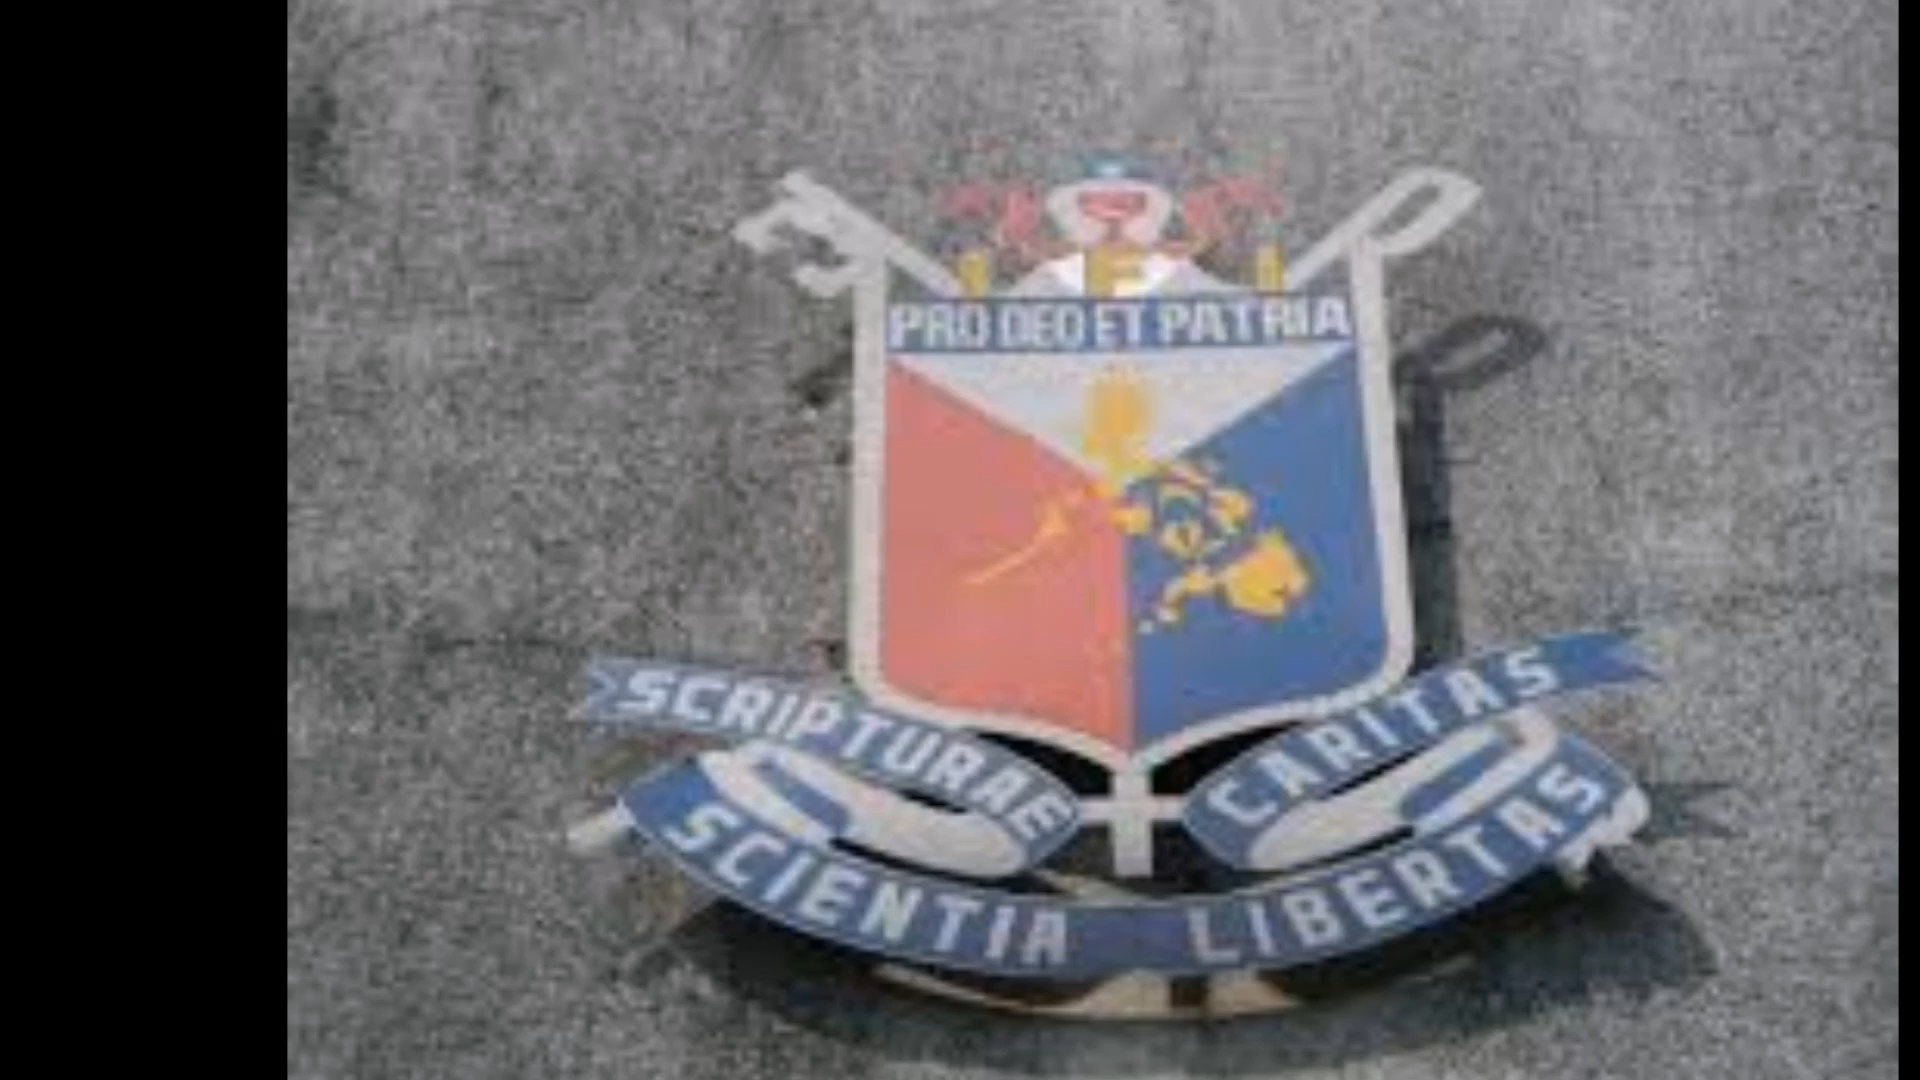 I F I
PRO DEO ET PATRIA
SCRIPTURAE CARITAS
SCIENTIA LIBERTAS